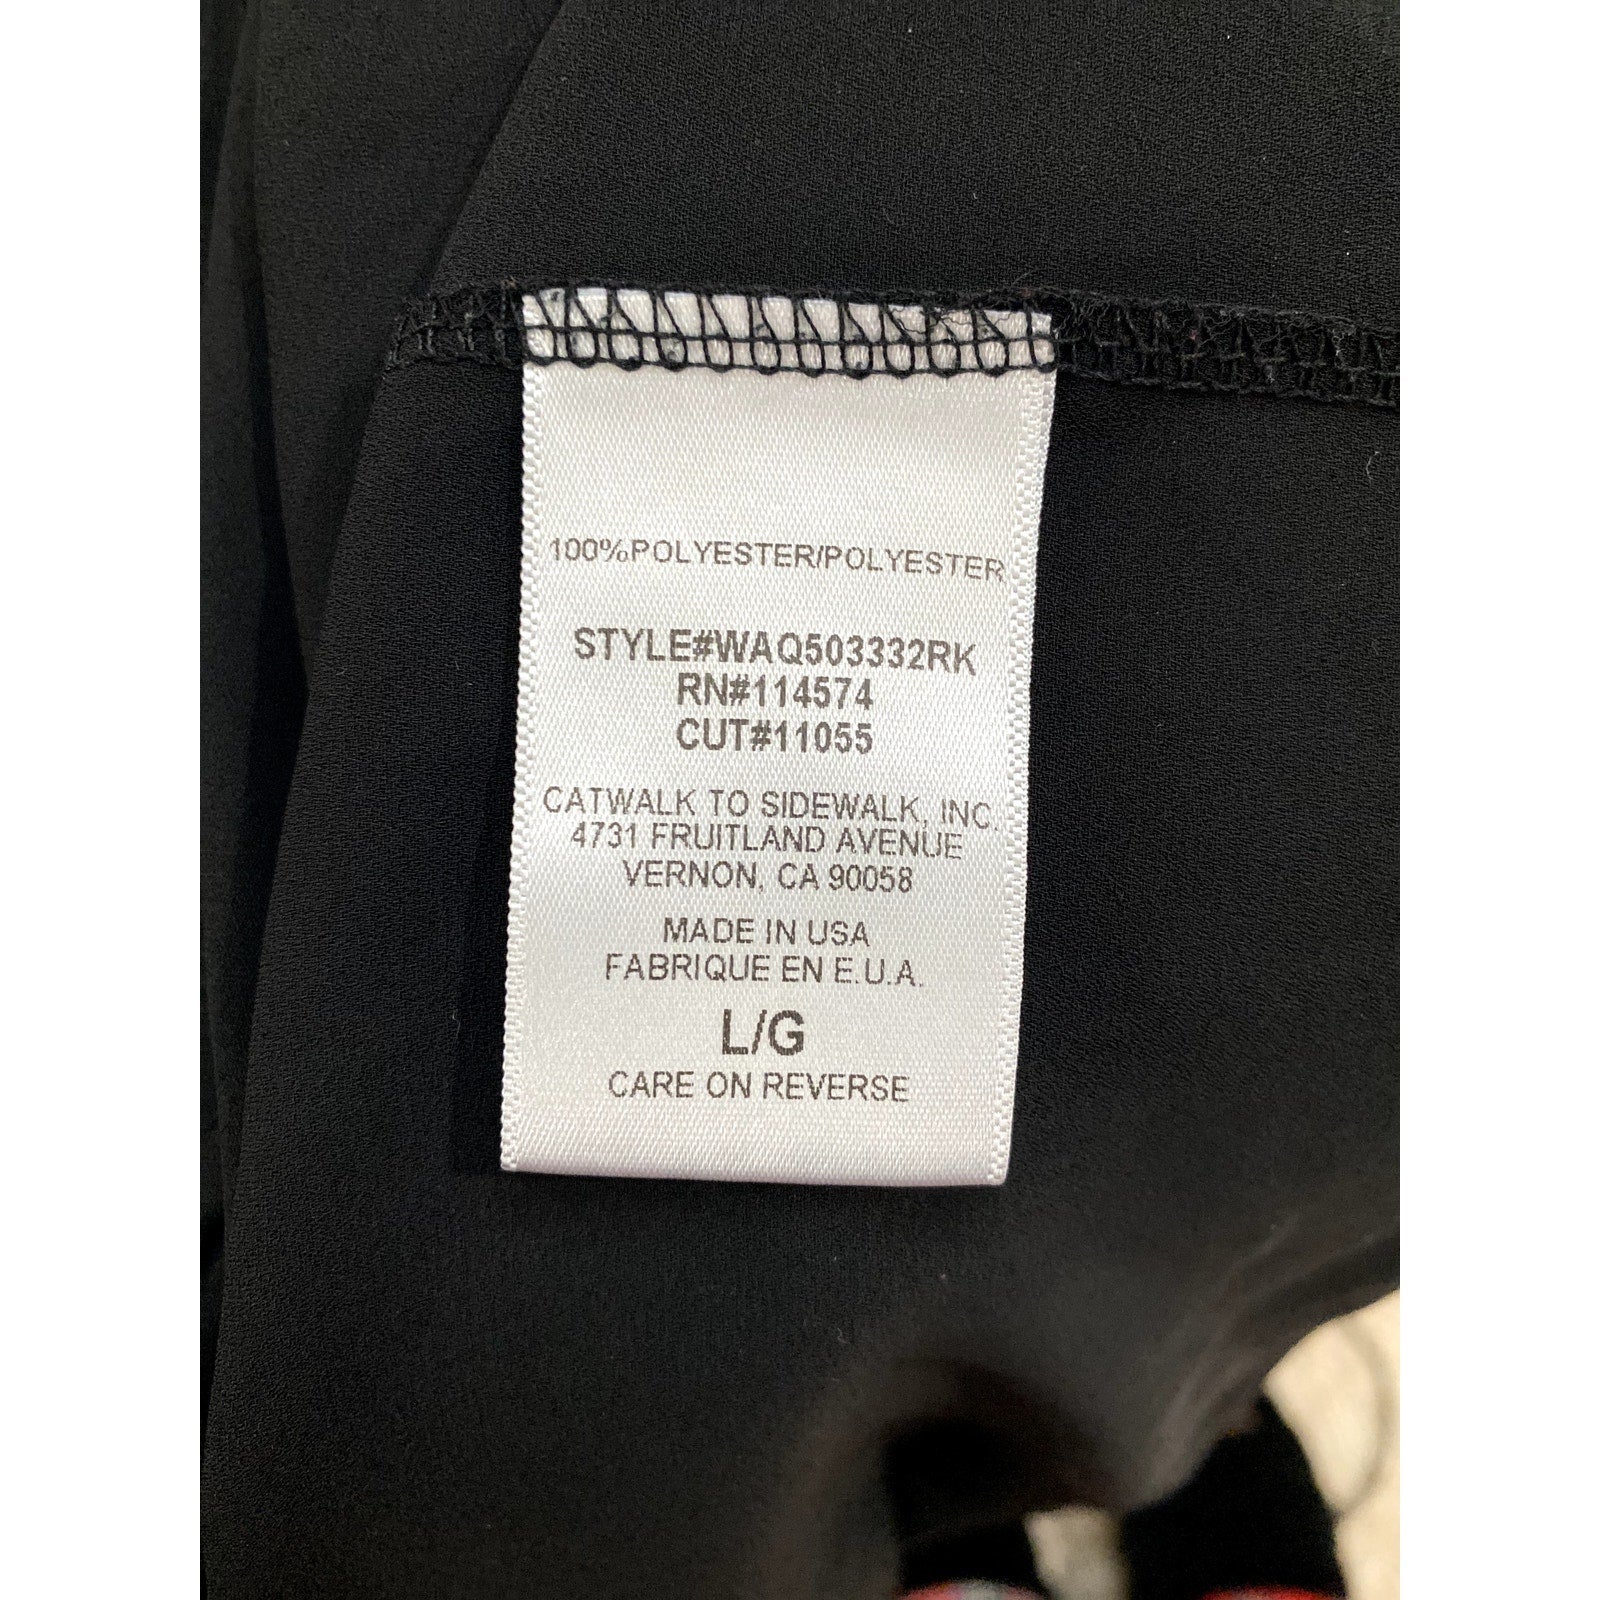 100%POLYESTER/POLYESTER
STYLE#WAQ503332RK
RN#114574
CUT#11055
CATWALK TO SIDEWALK, INC.
4731 FRUITLAND AVENUE
VERNON, CA 90058
MADE IN USA
FABRIQUE EN E.U.A.
L/G
CARE ON REVERSE